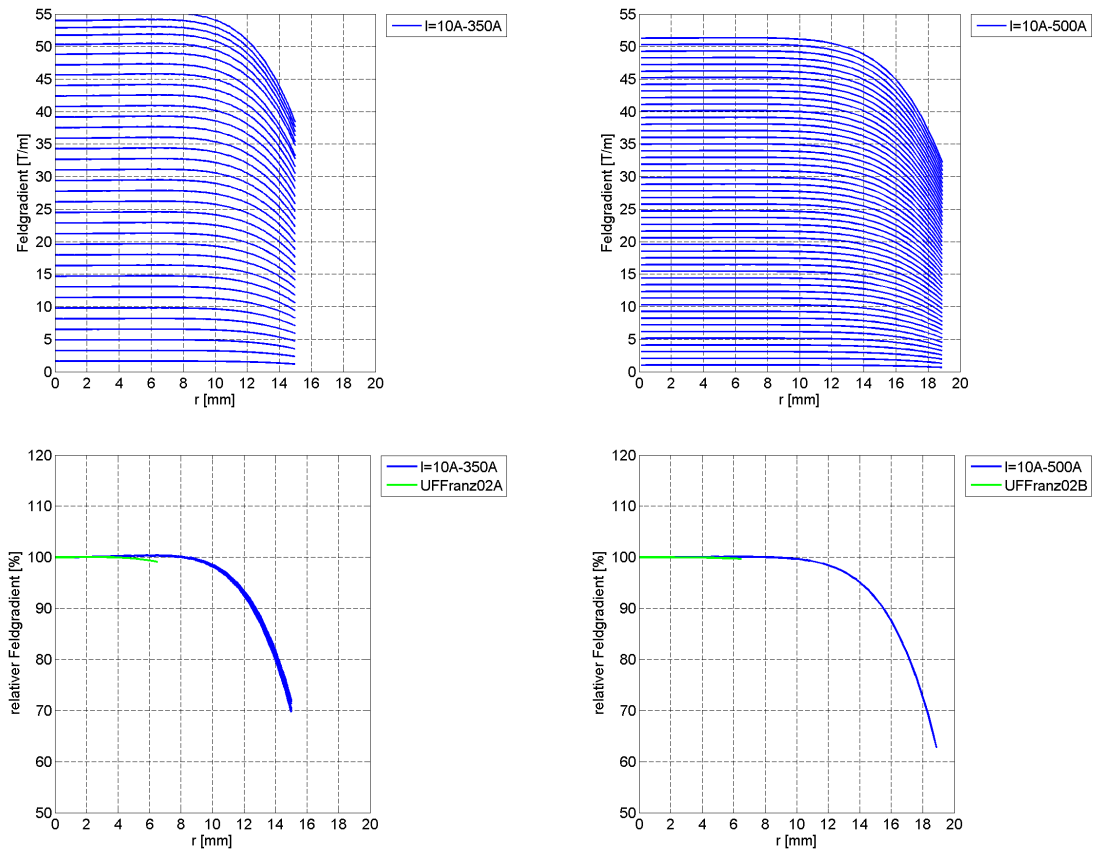 55
50
45
40
35
30
25
20
15
10
5
0
Feldgradient [T/m]
0 2 4 6 8 10 12 14 16 18 20
r [mm]
I=10A-350A
55
50
45
40
35
30
25
20
15
10
5
0
Feldgradient [T/m]
0 2 4 6 8 10 12 14 16 18 20
r [mm]
I=10A-500A
120
110
100
90
80
70
60
50
relativer Feldgradient [%]
0 2 4 6 8 10 12 14 16 18 20
r [mm]
I=10A-350A
UFFranz02A
120
110
100
90
80
70
60
50
relativer Feldgradient [%]
0 2 4 6 8 10 12 14 16 18 20
r [mm]
I=10A-500A
UFFranz02B